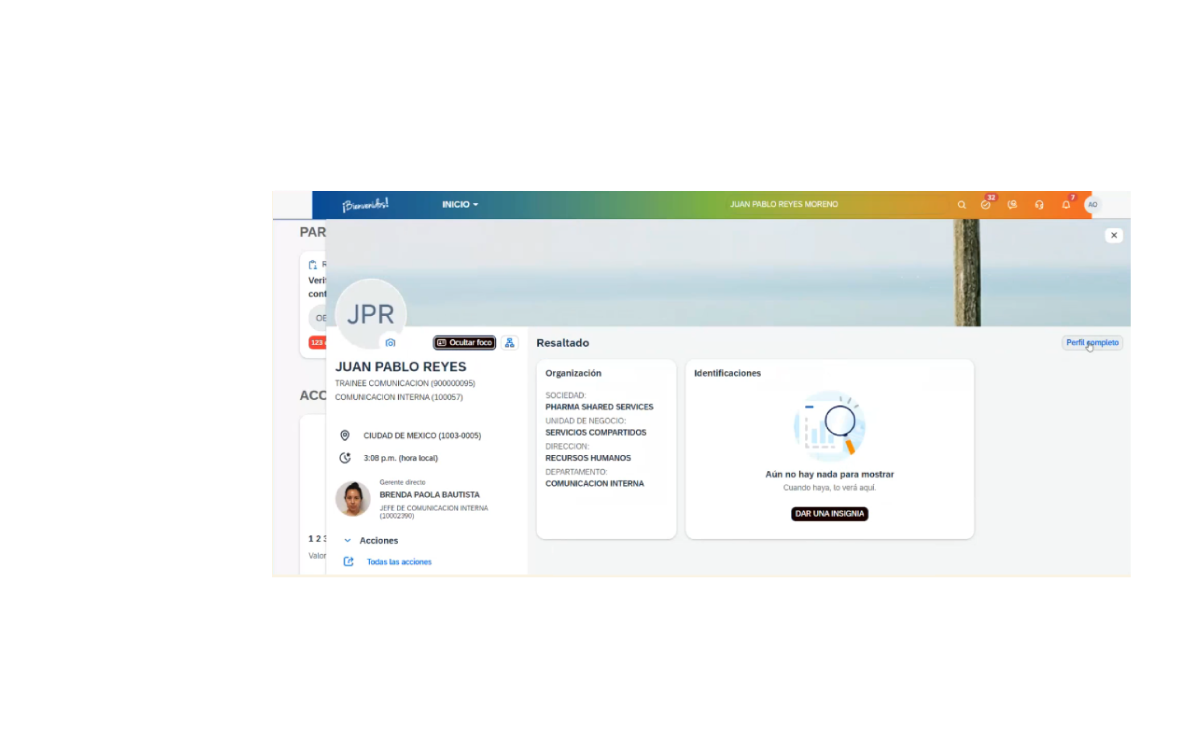 ¡Bienvenidos!
INICIO
JUAN PABLO REYES MORENO
32
7
AO
PAR
R
Veri
cont
OE
123
ACC
1 2 3
Valor
JPR
Ocultar foco
JUAN PABLO REYES
TRAINEE COMUNICACION (900000095)
COMUNICACION INTERNA (100057)
CIUDAD DE MEXICO (1003-0005)
3:08 p.m. (hora local)
Gerente directo
BRENDA PAOLA BAUTISTA
JEFE DE COMUNICACION INTERNA
(10002390)
Acciones
Todas las acciones
Resaltado
Perfil completo
Organización
SOCIEDAD:
PHARMA SHARED SERVICES
UNIDAD DE NEGOCIO:
SERVICIOS COMPARTIDOS
DIRECCION:
RECURSOS HUMANOS
DEPARTAMENTO:
COMUNICACION INTERNA
Identificaciones
Aún no hay nada para mostrar
Cuando haya, lo verá aquí.
DAR UNA INSIGNIA